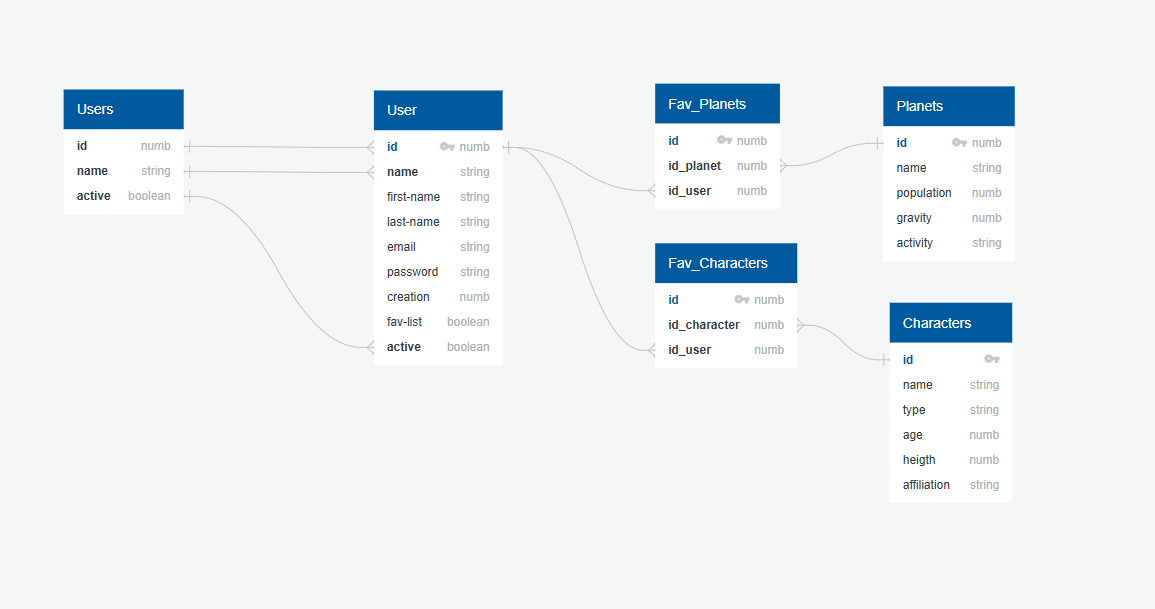 Users
id numb
name string
active boolean
User
id numb
name string
first-name string
last-name string
email string
password string
creation numb
fav-list boolean
active boolean
Fav_Planets
id numb
id_planet numb
id_user numb
Planets
id numb
name string
population numb
gravity numb
activity string
Fav_Characters
id numb
id_character numb
id_user numb
Characters
id
name string
type string
age numb
heigth numb
affiliation string